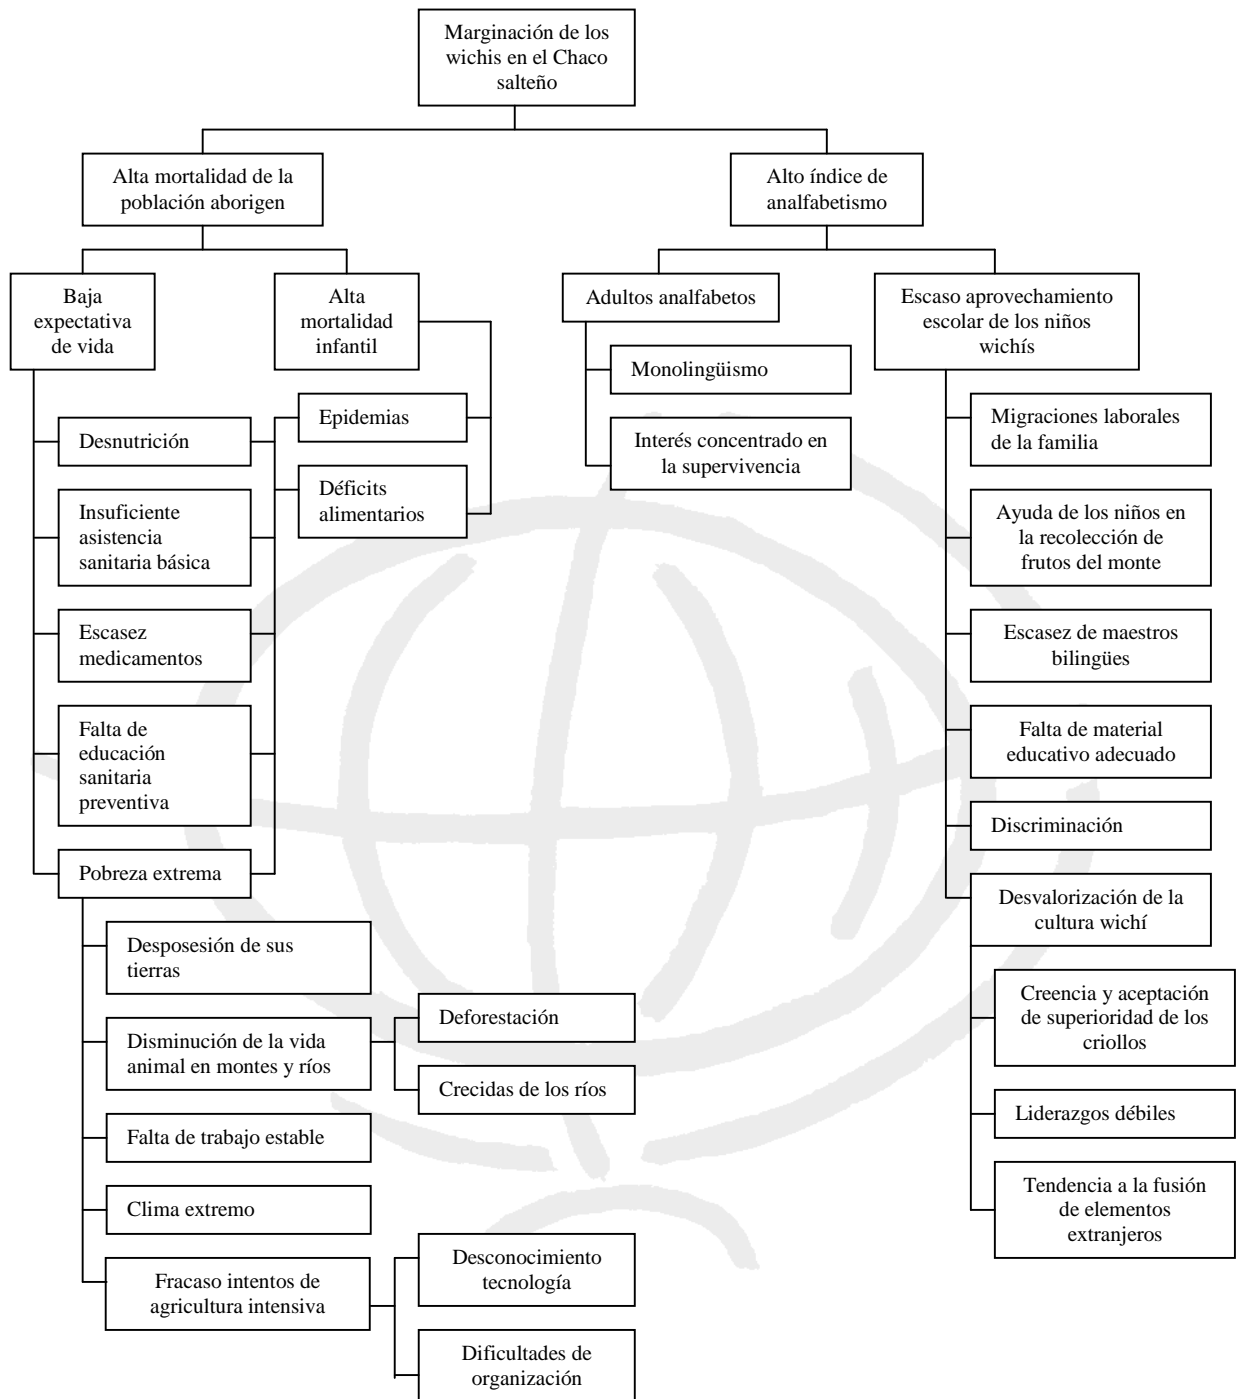 Marginación de los
wichis en el Chaco
salteño
Alta mortalidad de la
población aborigen
Alto índice de
analfabetismo
Baja
expectativa
de vida
Alta
mortalidad
infantil
Adultos analfabetos
Escaso aprovechamiento
escolar de los niños
wichís
Monolingüismo
Interés concentrado en
la supervivencia
Migraciones laborales
de la familia
Ayuda de los niños en
la recolección de
frutos del monte
Escasez de maestros
bilingües
Falta de material
educativo adecuado
Discriminación
Desvalorización de la
cultura wichí
Creencia y aceptación
de superioridad de los
criollos
Liderazgos débiles
Tendencia a la fusión
de elementos
extranjeros
Epidemias
Déficits
alimentarios
Desnutrición
Insuficiente
asistencia
sanitaria básica
Escasez
medicamentos
Falta de
educación
sanitaria
preventiva
Pobreza extrema
Desposesión de sus
tierras
Disminución de la vida
animal en montes y ríos
Deforestación
Crecidas de los ríos
Falta de trabajo estable
Clima extremo
Fracaso intentos de
agricultura intensiva
Desconocimiento
tecnología
Dificultades de
organización